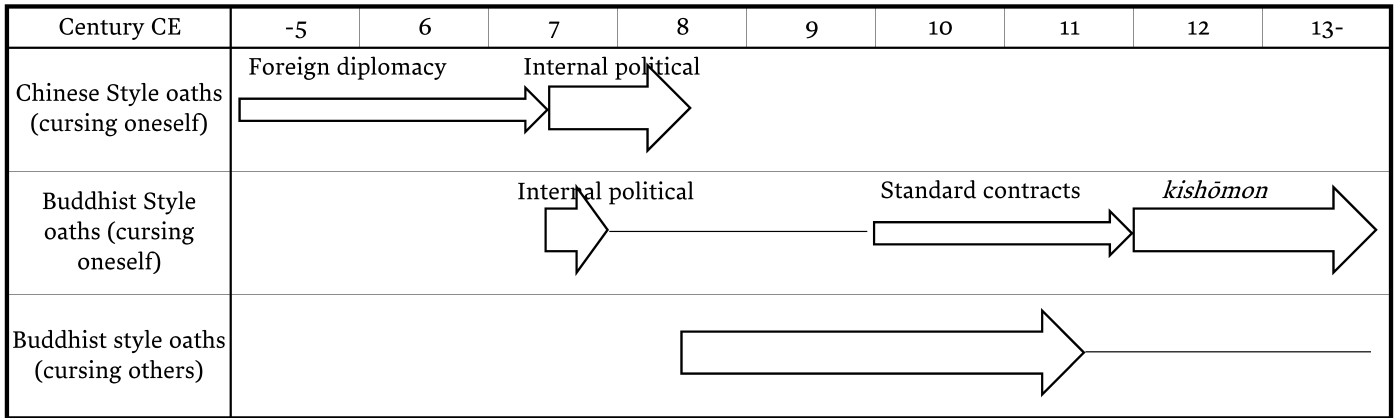 Century CE -5 6 7 8 9 10 11 12 13-
Foreign diplomacy Internal political
Chinese Style oaths
(cursing oneself)
Internal political Standard contracts kishōmon
Buddhist Style
oaths (cursing
oneself)
Buddhist style oaths
(cursing others)